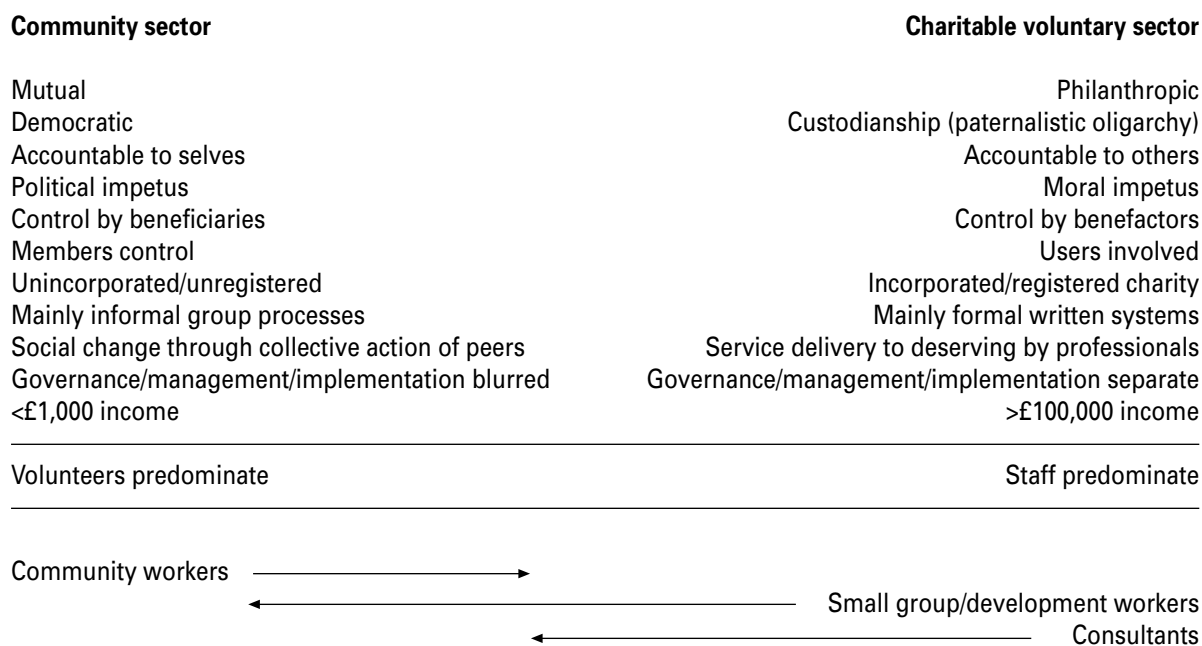 Community sector Charitable voluntary sector
Mutual Philanthropic
Democratic Custodianship (paternalistic oligarchy)
Accountable to selves Accountable to others
Political impetus Moral impetus
Control by beneficiaries Control by benefactors
Members control Users involved
Unincorporated/unregistered Incorporated/registered charity
Mainly informal group processes Mainly formal written systems
Social change through collective action of peers Service delivery to deserving by professionals
Governance/management/implementation blurred Governance/management/implementation separate
<£1,000 income >£100,000 income
Volunteers predominate Staff predominate
Community workers
Small group/development workers
Consultants